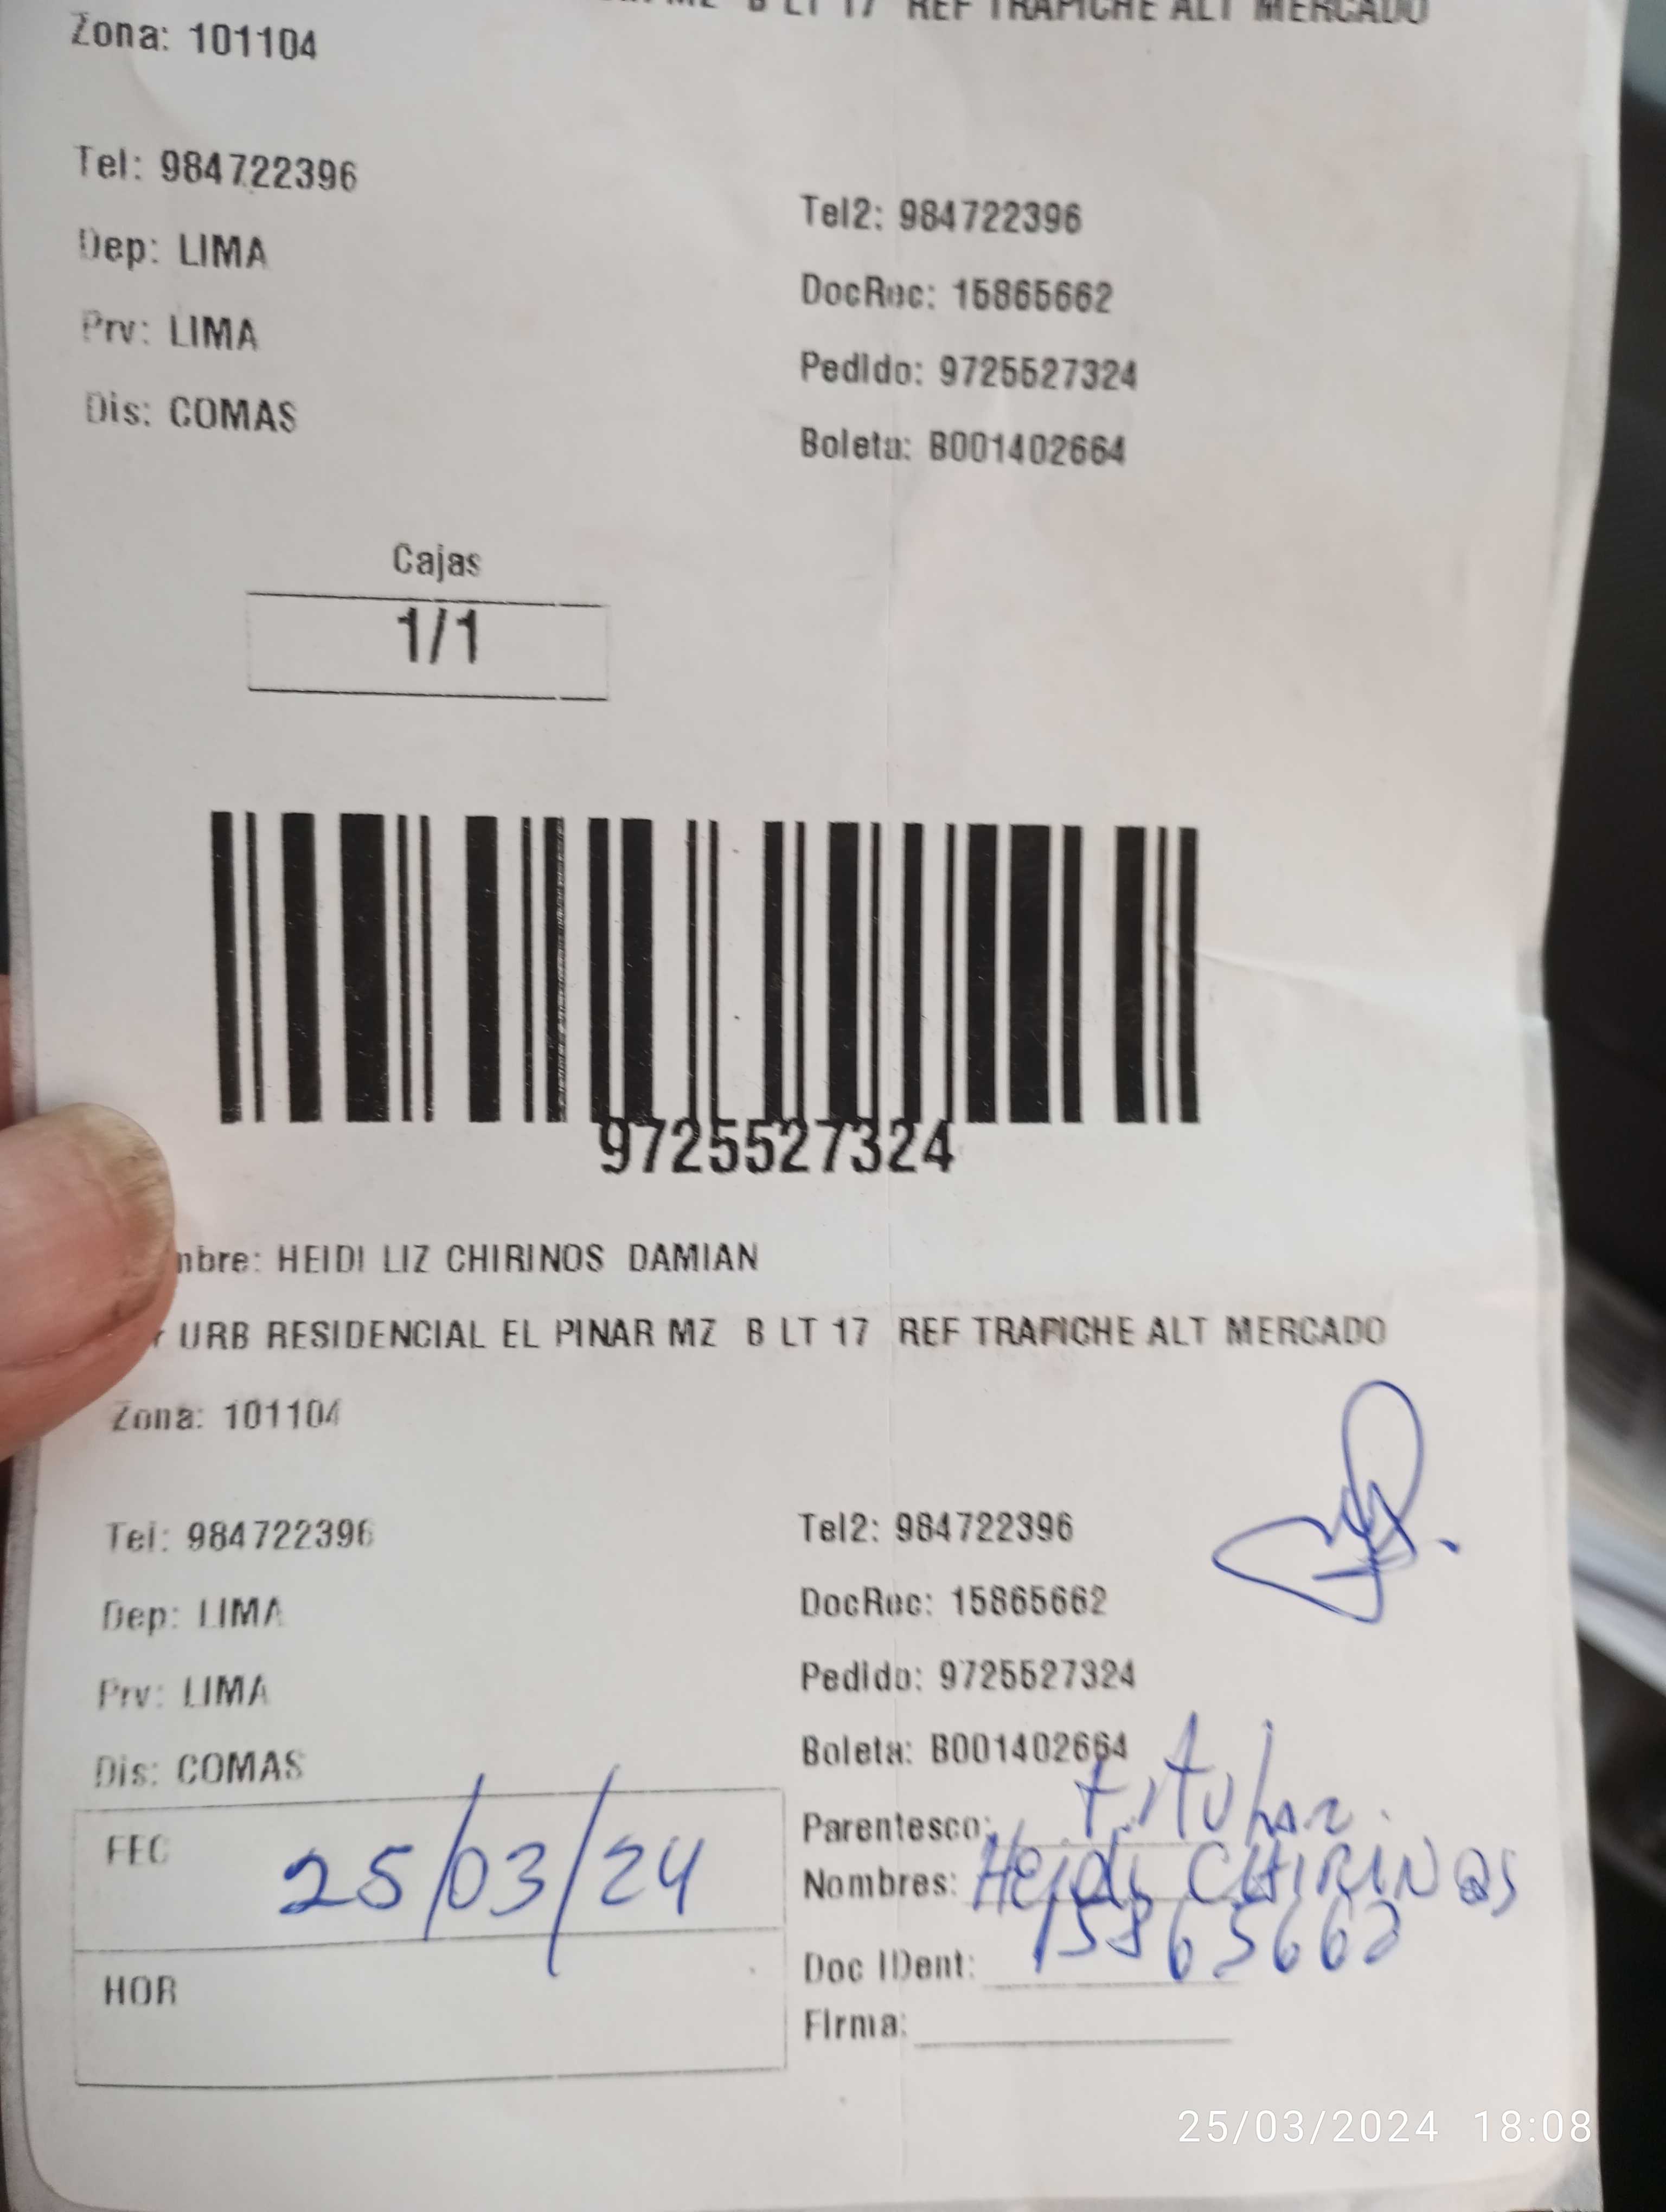 B LT 17 REF TRAPICHE ALT MERCADO
Zona: 101104
Tel: 984722396
Tel2: 984722396
Dep: LIMA
DocRec: 15865662
Prv: LIMA
Pedido: 9725527324
Dis: COMAS
Boleta: B001402664
Cajas
1/1
9725527324
mbre: HEIDI LIZ CHIRINOS DAMIAN
r URB RESIDENCIAL EL PINAR MZ B LT 17 REF TRAPICHE ALT MERCADO
Zona: 101104
Tel: 984722396
Tel2: 984722396
Dep: LIMA
DocRec: 15865662
Prv: LIMA
Pedido: 9725527324
Dis: COMAS
Boleta: B001402664
FEC 25/03/24
Parentesco: titular.
Nombres: Heidi CHIRINOS
HOR
Doc IDent: 15865662
Firma:
25/03/2024 18:08